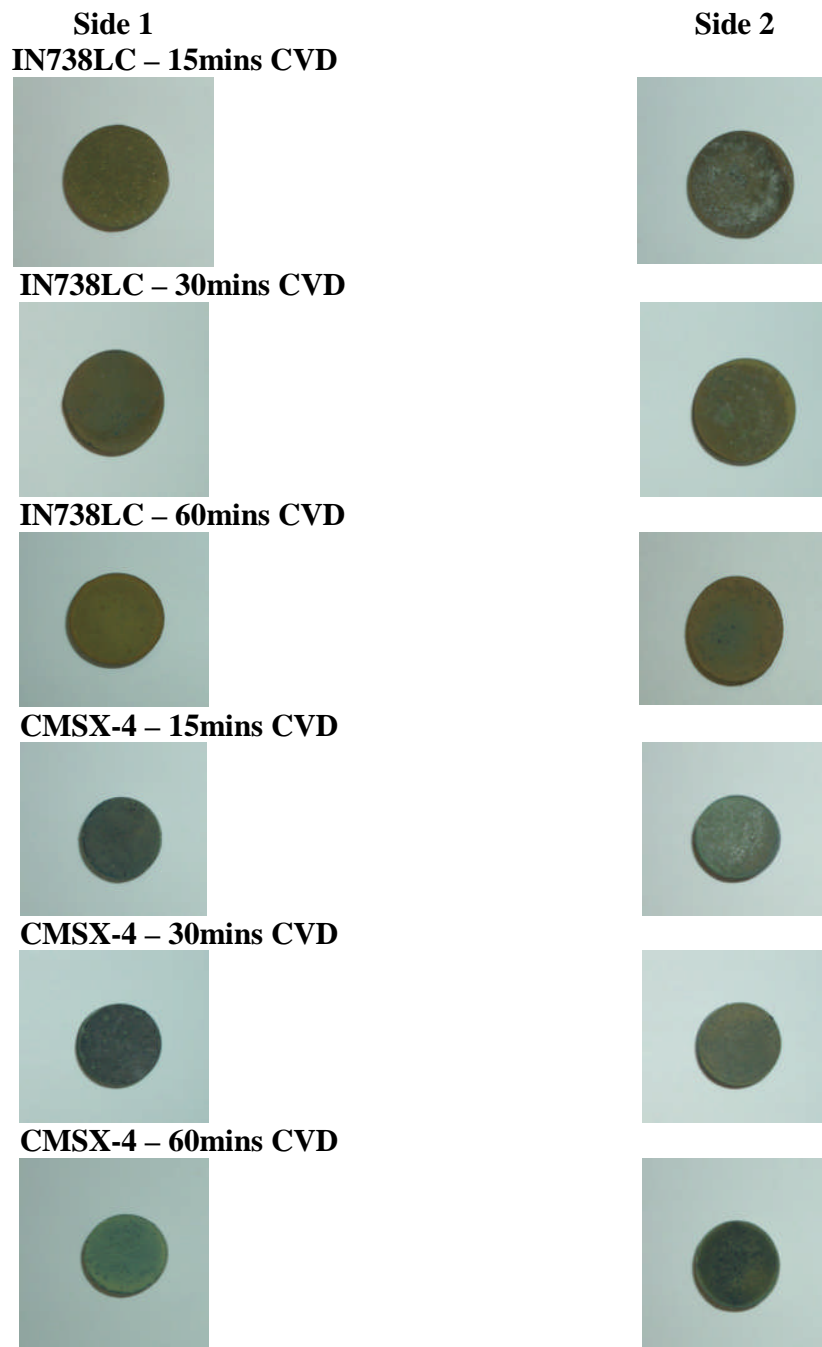 Side 1 Side 2
IN738LC – 15mins CVD
IN738LC – 30mins CVD
IN738LC – 60mins CVD
CMSX-4 – 15mins CVD
CMSX-4 – 30mins CVD
CMSX-4 – 60mins CVD